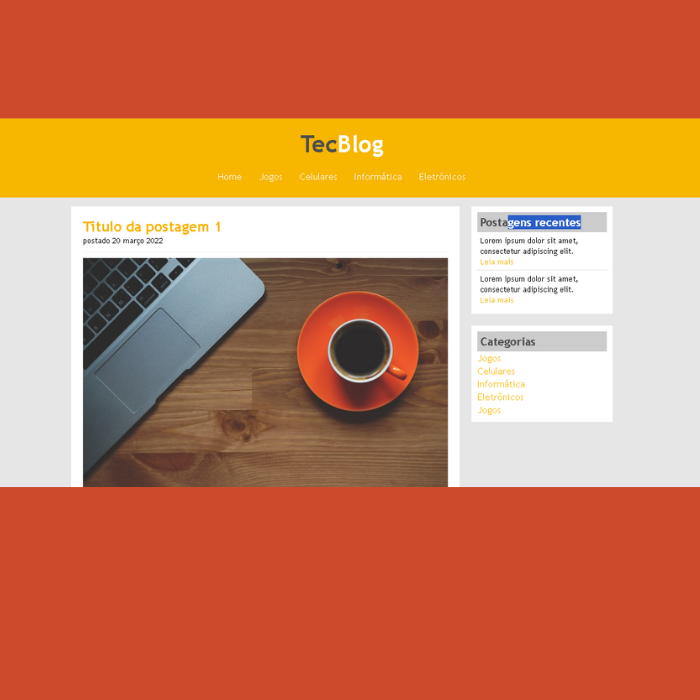 TecBlog
Home Jogos Celulares Informática Eletrônicos
Título da postagem 1
postado 20 março 2022
Postagens recentes
Lorem ipsum dolor sit amet,
consectetur adipiscing elit.
Leia mais
Lorem ipsum dolor sit amet,
consectetur adipiscing elit.
Leia mais
Categorias
Jogos
Celulares
Informática
Eletrônicos
Jogos